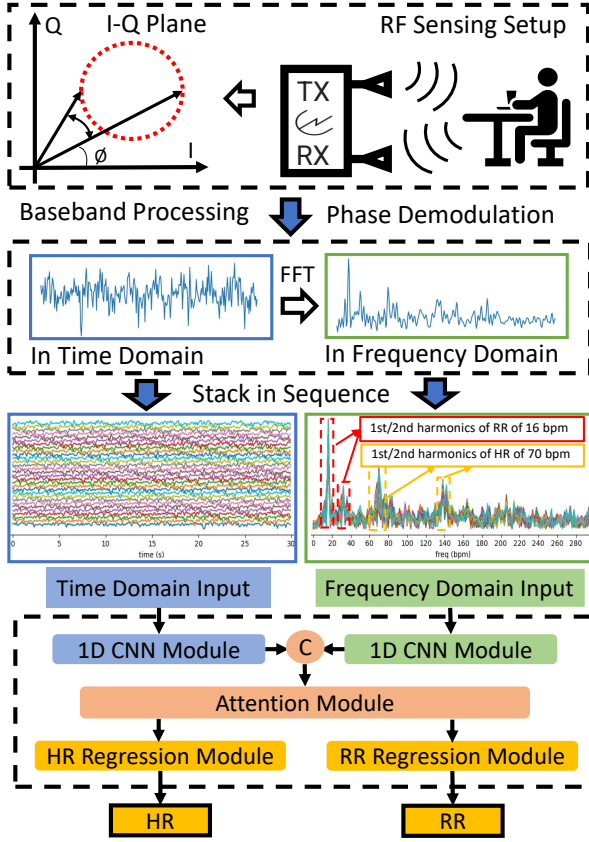 Q
I-Q Plane
RF Sensing Setup
TX
RX
Ø
I
Baseband Processing
Phase Demodulation
FFT
In Time Domain
In Frequency Domain
Stack in Sequence
1st/2nd harmonics of RR of 16 bpm
1st/2nd harmonics of HR of 70 bpm
0 5 10 15 20 25 30
time (s)
0 20 40 60 80 100 120 140 160 180 200 220 240 260 280
freq (bpm)
Time Domain Input
Frequency Domain Input
1D CNN Module
C
1D CNN Module
Attention Module
HR Regression Module
RR Regression Module
HR
RR